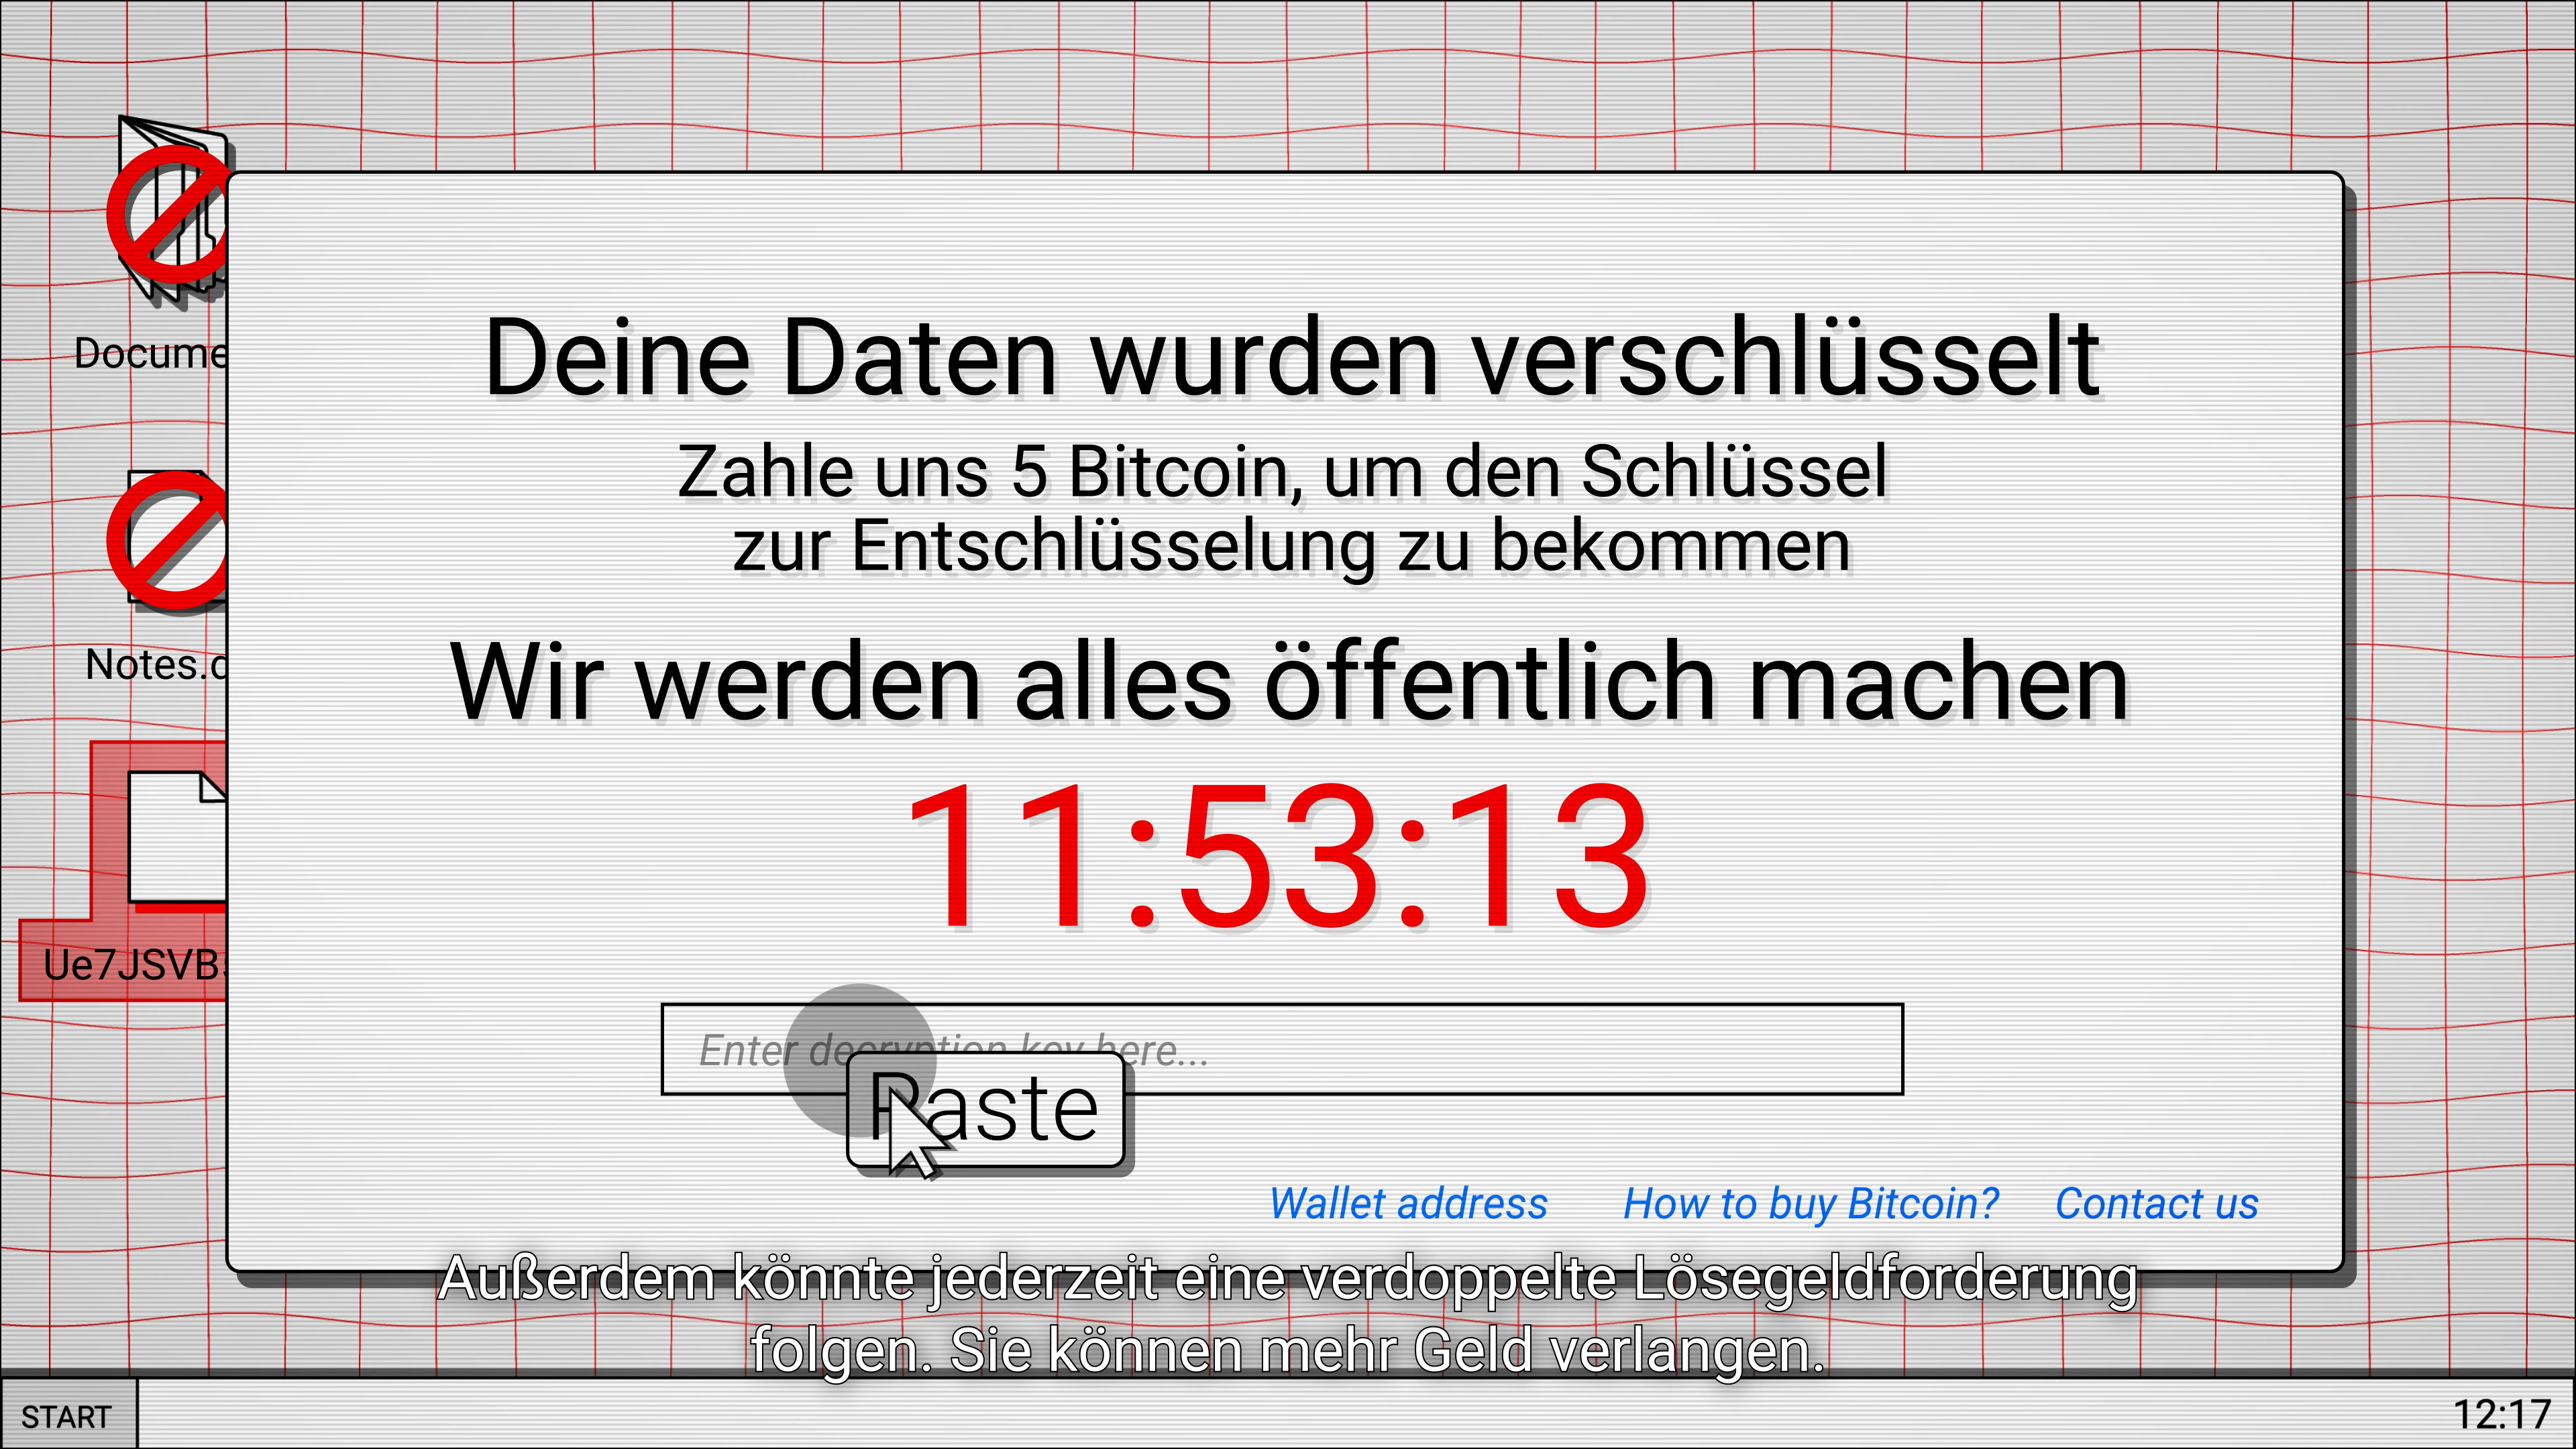 Docume
Notes.
Ue7JSVB
Deine Daten wurden verschlüsselt
Zahle uns 5 Bitcoin, um den Schlüssel
zur Entschlüsselung zu bekommen
Wir werden alles öffentlich machen
11:53:13
Enter decryption key here...
Paste
Wallet address How to buy Bitcoin? Contact us
Außerdem könnte jederzeit eine verdoppelte Lösegeldforderung
folgen. Sie können mehr Geld verlangen.
START 12:17